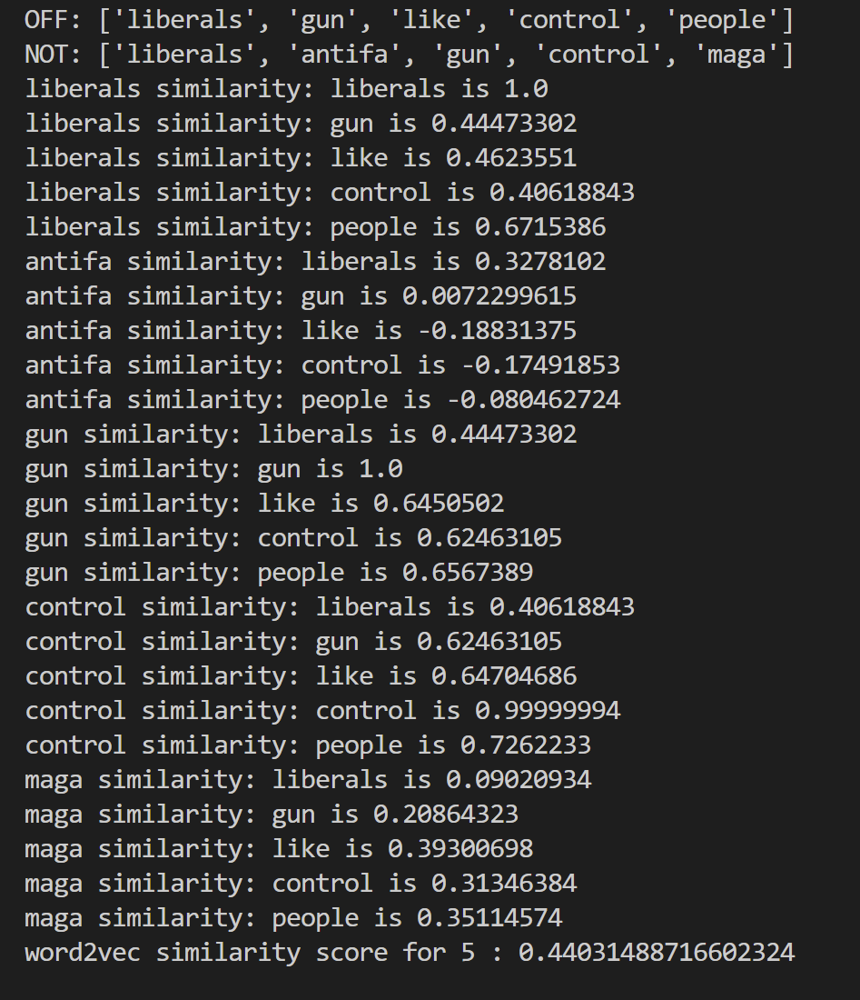 OFF: ['liberals', 'gun', 'like', 'control', 'people']
NOT: ['liberals', 'antifa', 'gun', 'control', 'maga']
liberals similarity: liberals is 1.0
liberals similarity: gun is 0.44473302
liberals similarity: like is 0.4623551
liberals similarity: control is 0.40618843
liberals similarity: people is 0.6715386
antifa similarity: liberals is 0.3278102
antifa similarity: gun is 0.0072299615
antifa similarity: like is -0.18831375
antifa similarity: control is -0.17491853
antifa similarity: people is -0.080462724
gun similarity: liberals is 0.44473302
gun similarity: gun is 1.0
gun similarity: like is 0.6450502
gun similarity: control is 0.62463105
gun similarity: people is 0.6567389
control similarity: liberals is 0.40618843
control similarity: gun is 0.62463105
control similarity: like is 0.64704686
control similarity: control is 0.99999994
control similarity: people is 0.7262233
maga similarity: liberals is 0.09020934
maga similarity: gun is 0.20864323
maga similarity: like is 0.39300698
maga similarity: control is 0.31346384
maga similarity: people is 0.35114574
word2vec similarity score for 5 : 0.44031488716602324